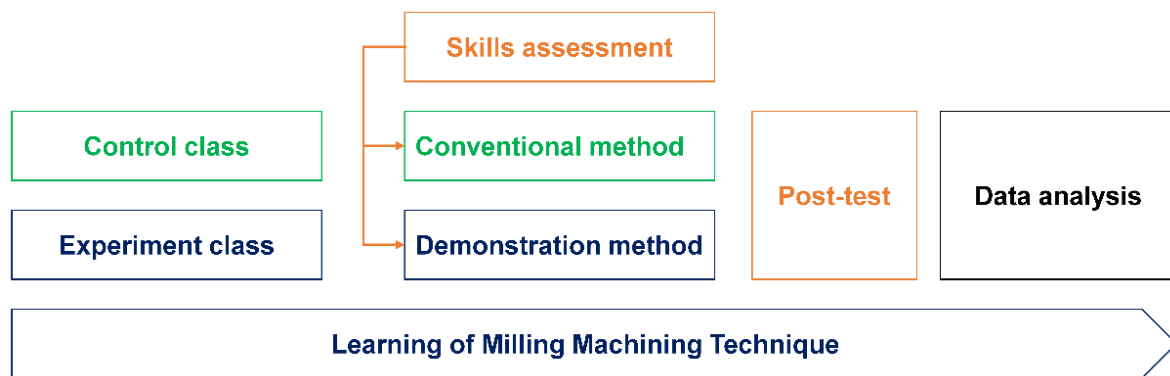 Skills assessment
Control class
Conventional method
Experiment class
Demonstration method
Post-test
Data analysis
Learning of Milling Machining Technique